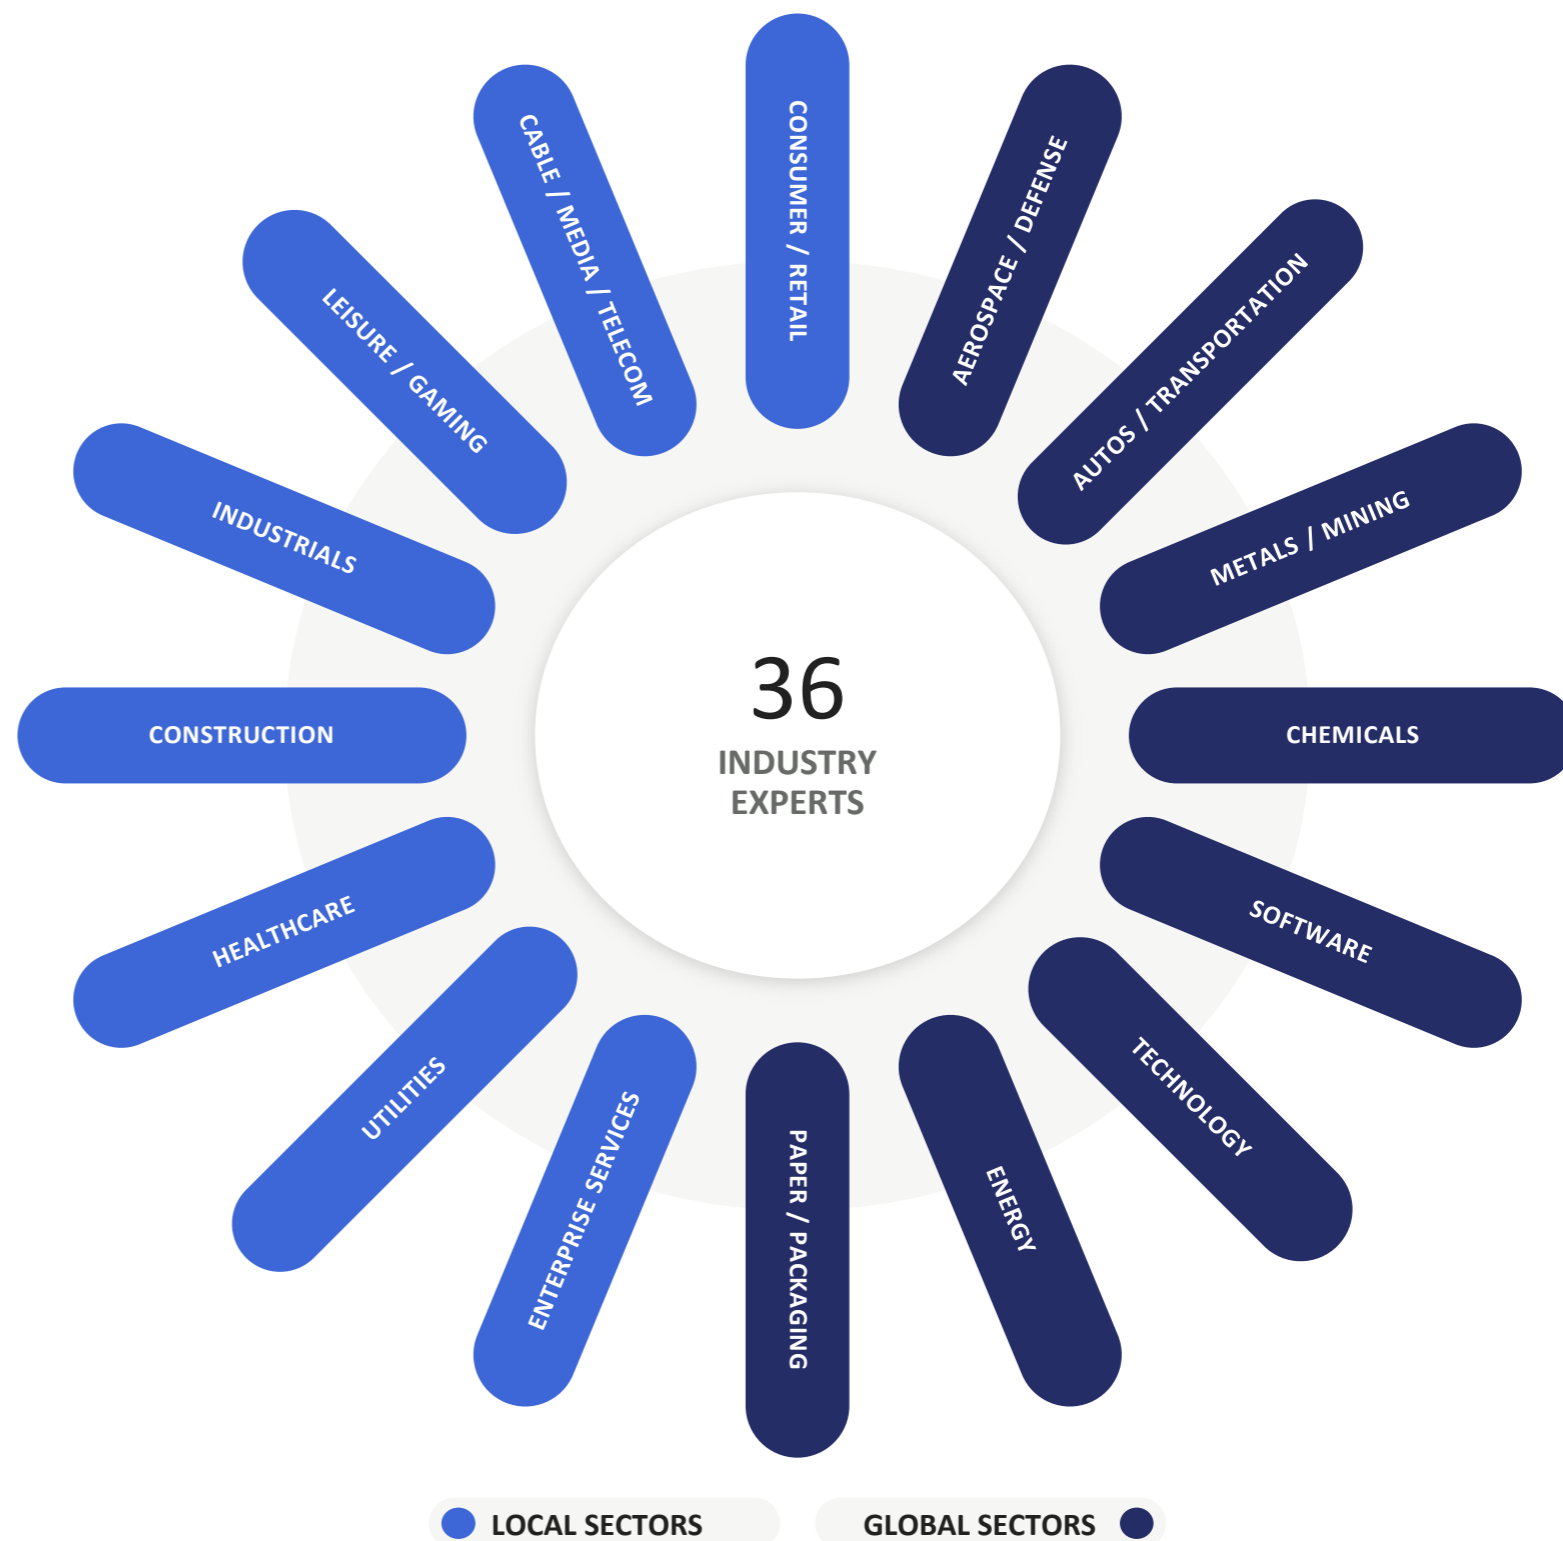 CONSUMER / RETAIL
AEROSPACE / DEFENSE
AUTOS / TRANSPORTATION
METALS / MINING
CHEMICALS
SOFTWARE
TECHNOLOGY
ENERGY
PAPER / PACKAGING
ENTERPRISE SERVICES
UTILITIES
HEALTHCARE
CONSTRUCTION
INDUSTRIALS
LEISURE / GAMING
CABLE / MEDIA / TELECOM
36
INDUSTRY
EXPERTS
LOCAL SECTORS
GLOBAL SECTORS